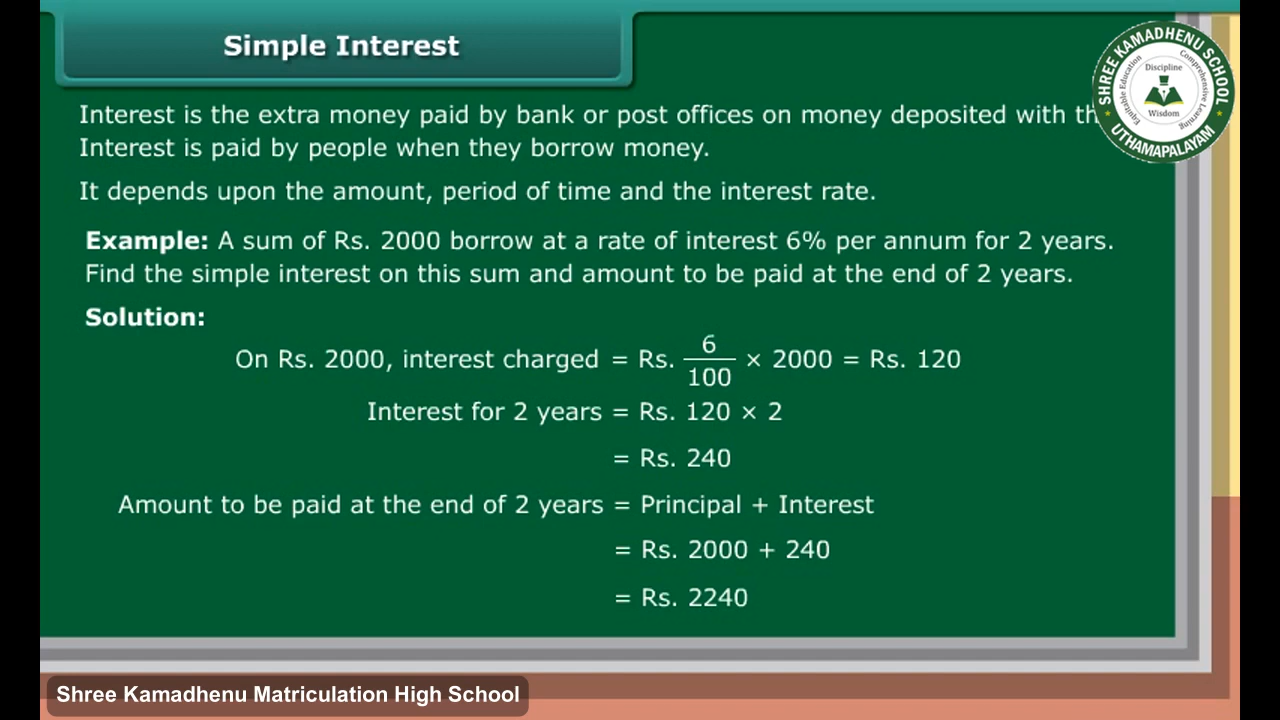 Simple Interest
SHREE KAMADHENU SCHOOL
Equitable Education
Discipline
Comprehensive Learning
Wisdom
UTHAMAPALAYAM
Interest is the extra money paid by bank or post offices on money deposited with
Interest is paid by people when they borrow money.
It depends upon the amount, period of time and the interest rate.
Example: A sum of Rs. 2000 borrow at a rate of interest 6% per annum for 2 years.
Find the simple interest on this sum and amount to be paid at the end of 2 years.
Solution:
On Rs. 2000, interest charged = Rs. 6/100 × 2000 = Rs. 120
Interest for 2 years = Rs. 120 × 2
= Rs. 240
Amount to be paid at the end of 2 years = Principal + Interest
= Rs. 2000 + 240
= Rs. 2240
Shree Kamadhenu Matriculation High School